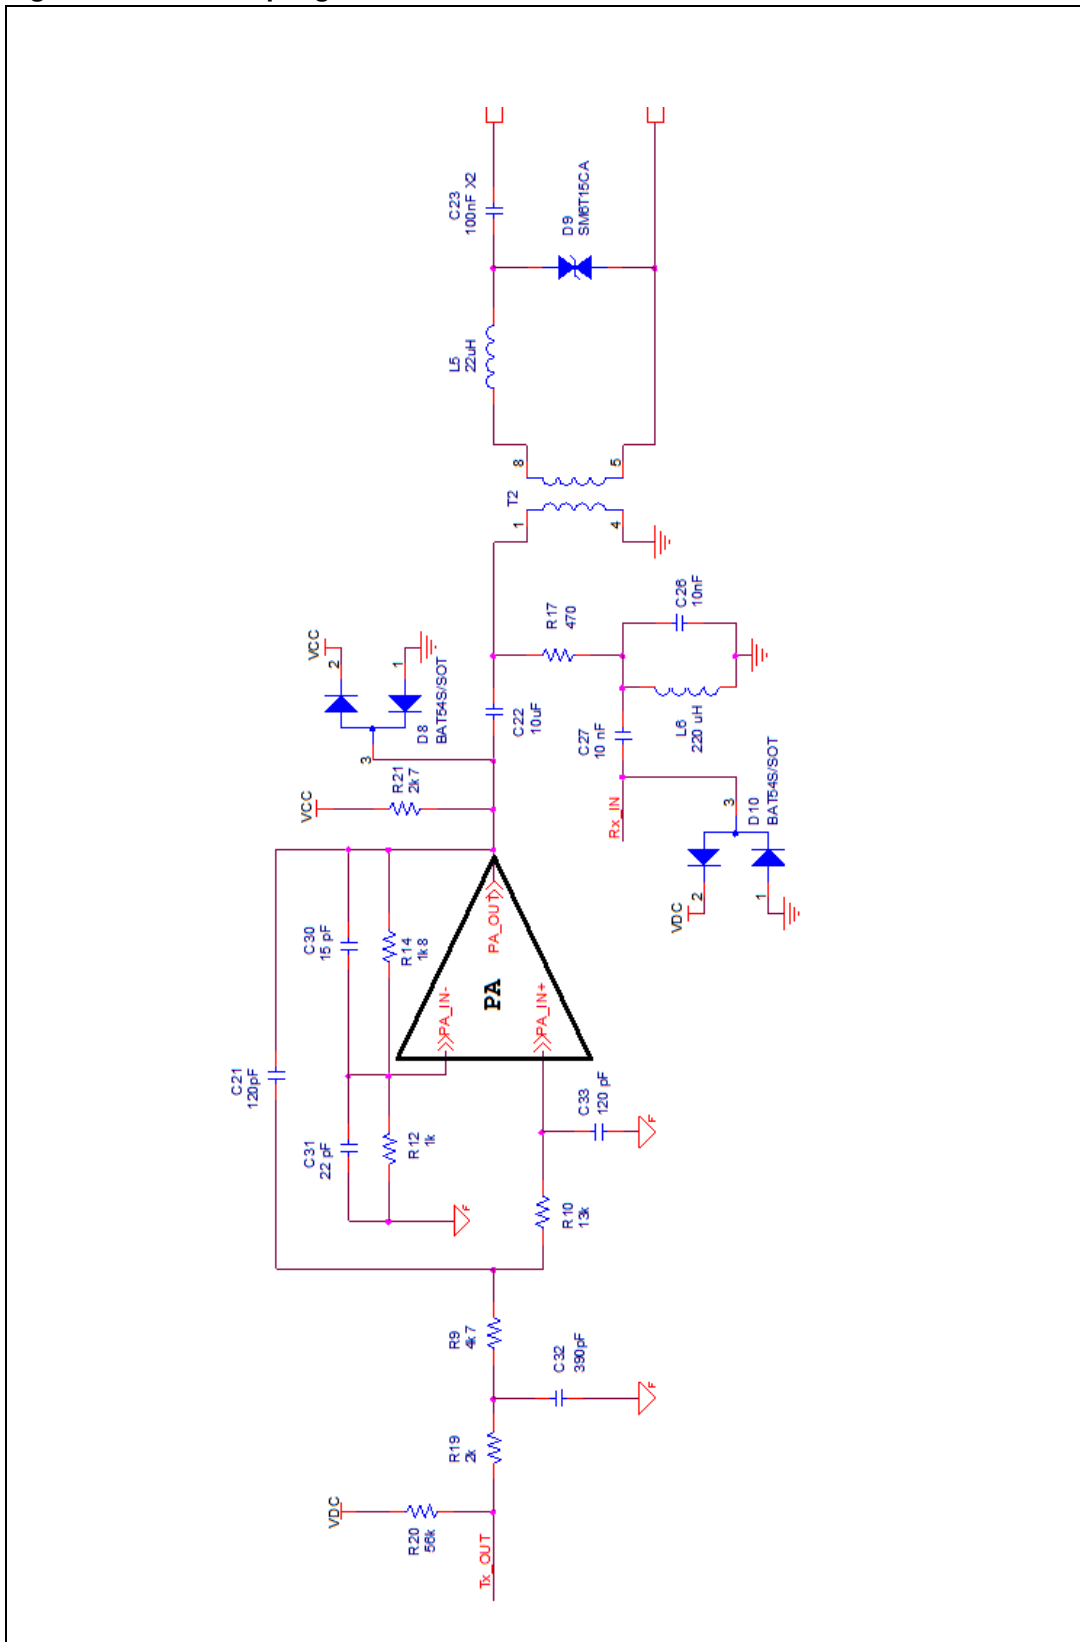 C23
100nF X2
D9
SM6T15CA
L5
22uH
8
5
T2
1
4
R17
470
C26
10nF
VCC
2
1
D8
BAT54S/SOT
3
C22
10uF
C27
10 nF
L6
220 uH
R21
2k7
VCC
Rx_IN
3
D10
BAT54S/SOT
VDC
2
1
C30
15 pF
R14
1k8
PA_OUT
PA
PA_IN-
PA_IN+
C21
120pF
C31
22 pF
R12
1k
C33
120 pF
F
F
R10
13k
R9
4k7
C32
390pF
F
R19
2k
VDC
R20
56k
Tx_OUT